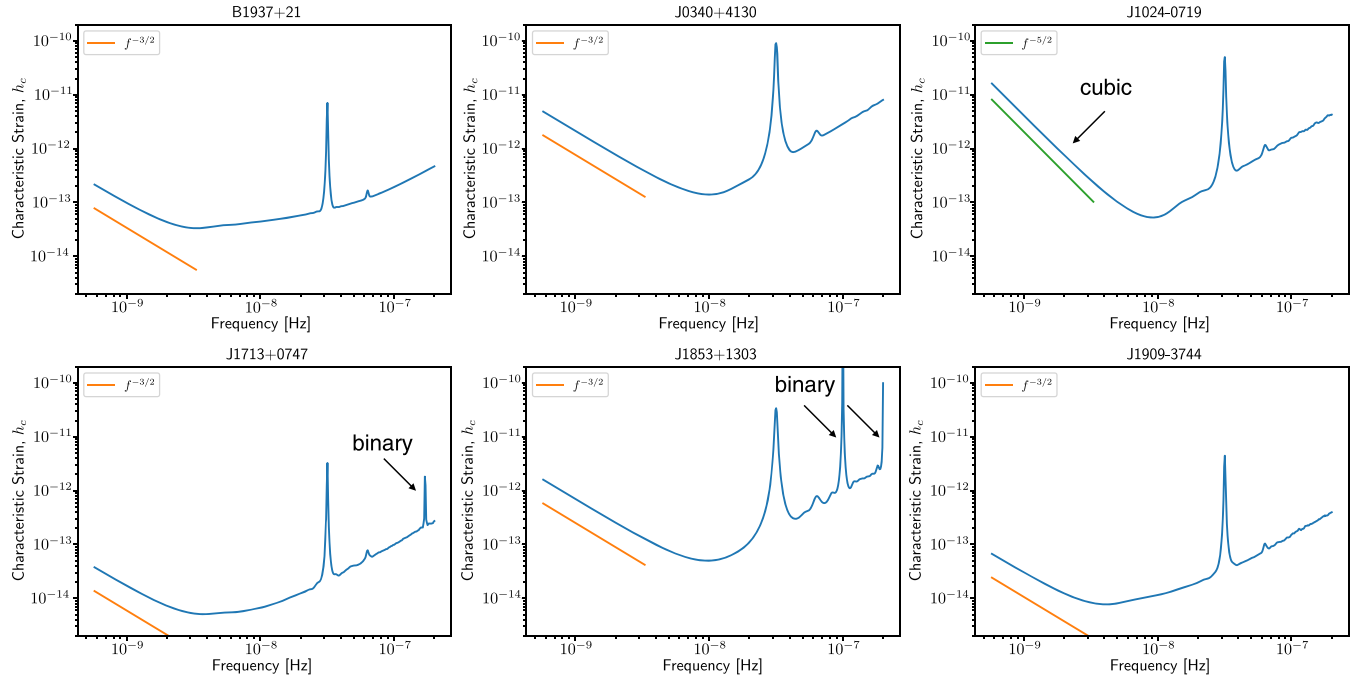 B1937+21
J0340+4130
J1024-0719
f^{-3/2}
f^{-3/2}
f^{-5/2}
cubic
Characteristic Strain, h_c
Characteristic Strain, h_c
Characteristic Strain, h_c
10^{-10}
10^{-11}
10^{-12}
10^{-13}
10^{-14}
10^{-10}
10^{-11}
10^{-12}
10^{-13}
10^{-14}
10^{-10}
10^{-11}
10^{-12}
10^{-13}
10^{-14}
10^{-9} 10^{-8} 10^{-7}
10^{-9} 10^{-8} 10^{-7}
10^{-9} 10^{-8} 10^{-7}
Frequency [Hz]
Frequency [Hz]
Frequency [Hz]
J1713+0747
J1853+1303
J1909-3744
f^{-3/2}
f^{-3/2}
f^{-3/2}
binary
binary
Characteristic Strain, h_c
Characteristic Strain, h_c
Characteristic Strain, h_c
10^{-10}
10^{-11}
10^{-12}
10^{-13}
10^{-14}
10^{-10}
10^{-11}
10^{-12}
10^{-13}
10^{-14}
10^{-10}
10^{-11}
10^{-12}
10^{-13}
10^{-14}
10^{-9} 10^{-8} 10^{-7}
10^{-9} 10^{-8} 10^{-7}
10^{-9} 10^{-8} 10^{-7}
Frequency [Hz]
Frequency [Hz]
Frequency [Hz]